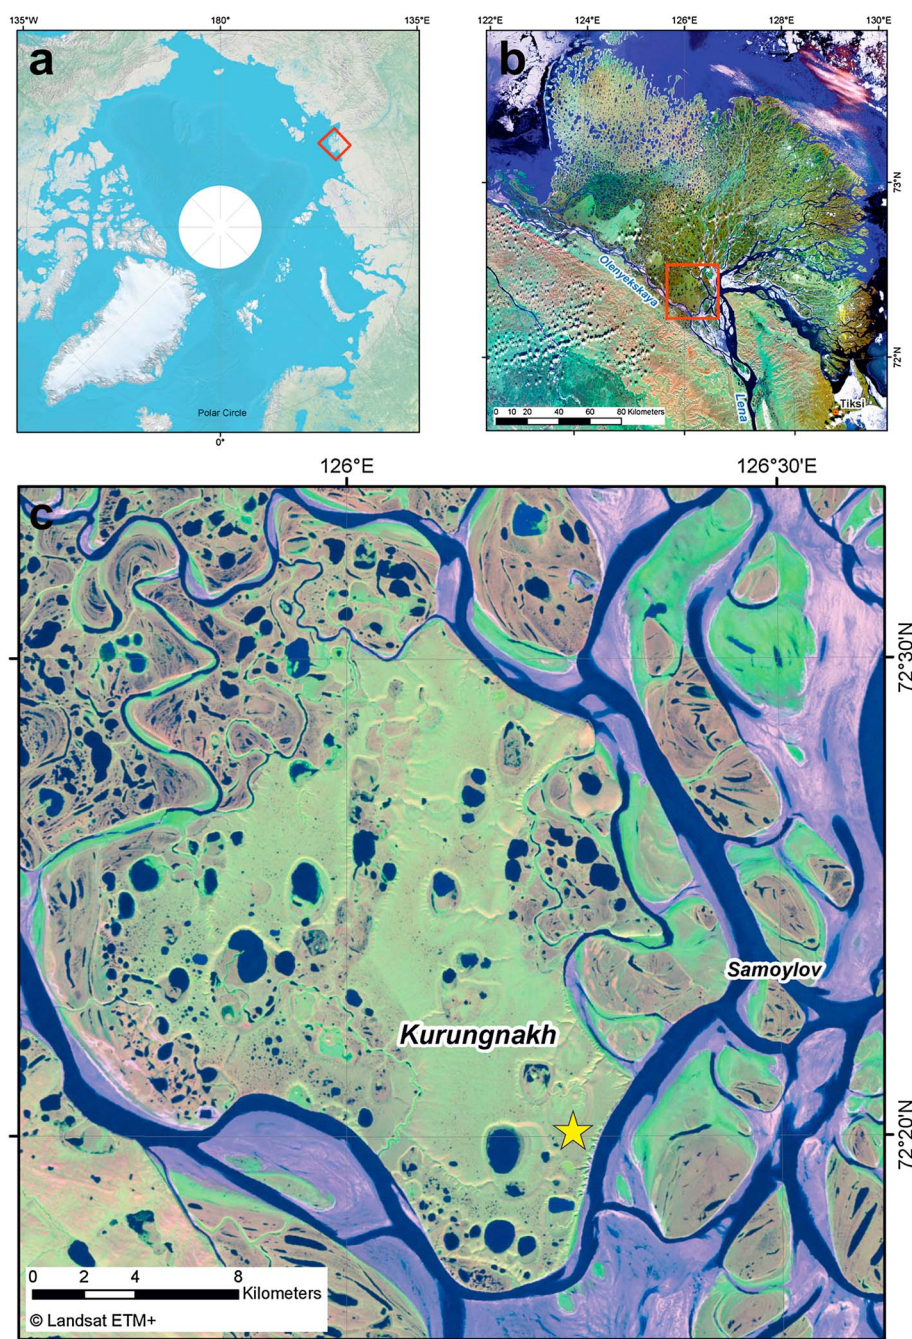 135°W 180° 135°E
a
Polar Circle
0°
122°E 124°E 126°E 128°E 130°E
b
73°N
Olenyekskaya
72°N
Lena
Tiksi
0 10 20 40 60 80 Kilometers
126°E 126°30'E
c
72°30'N
Samoylov
Kurungnakh
72°20'N
0 2 4 8
Kilometers
© Landsat ETM+